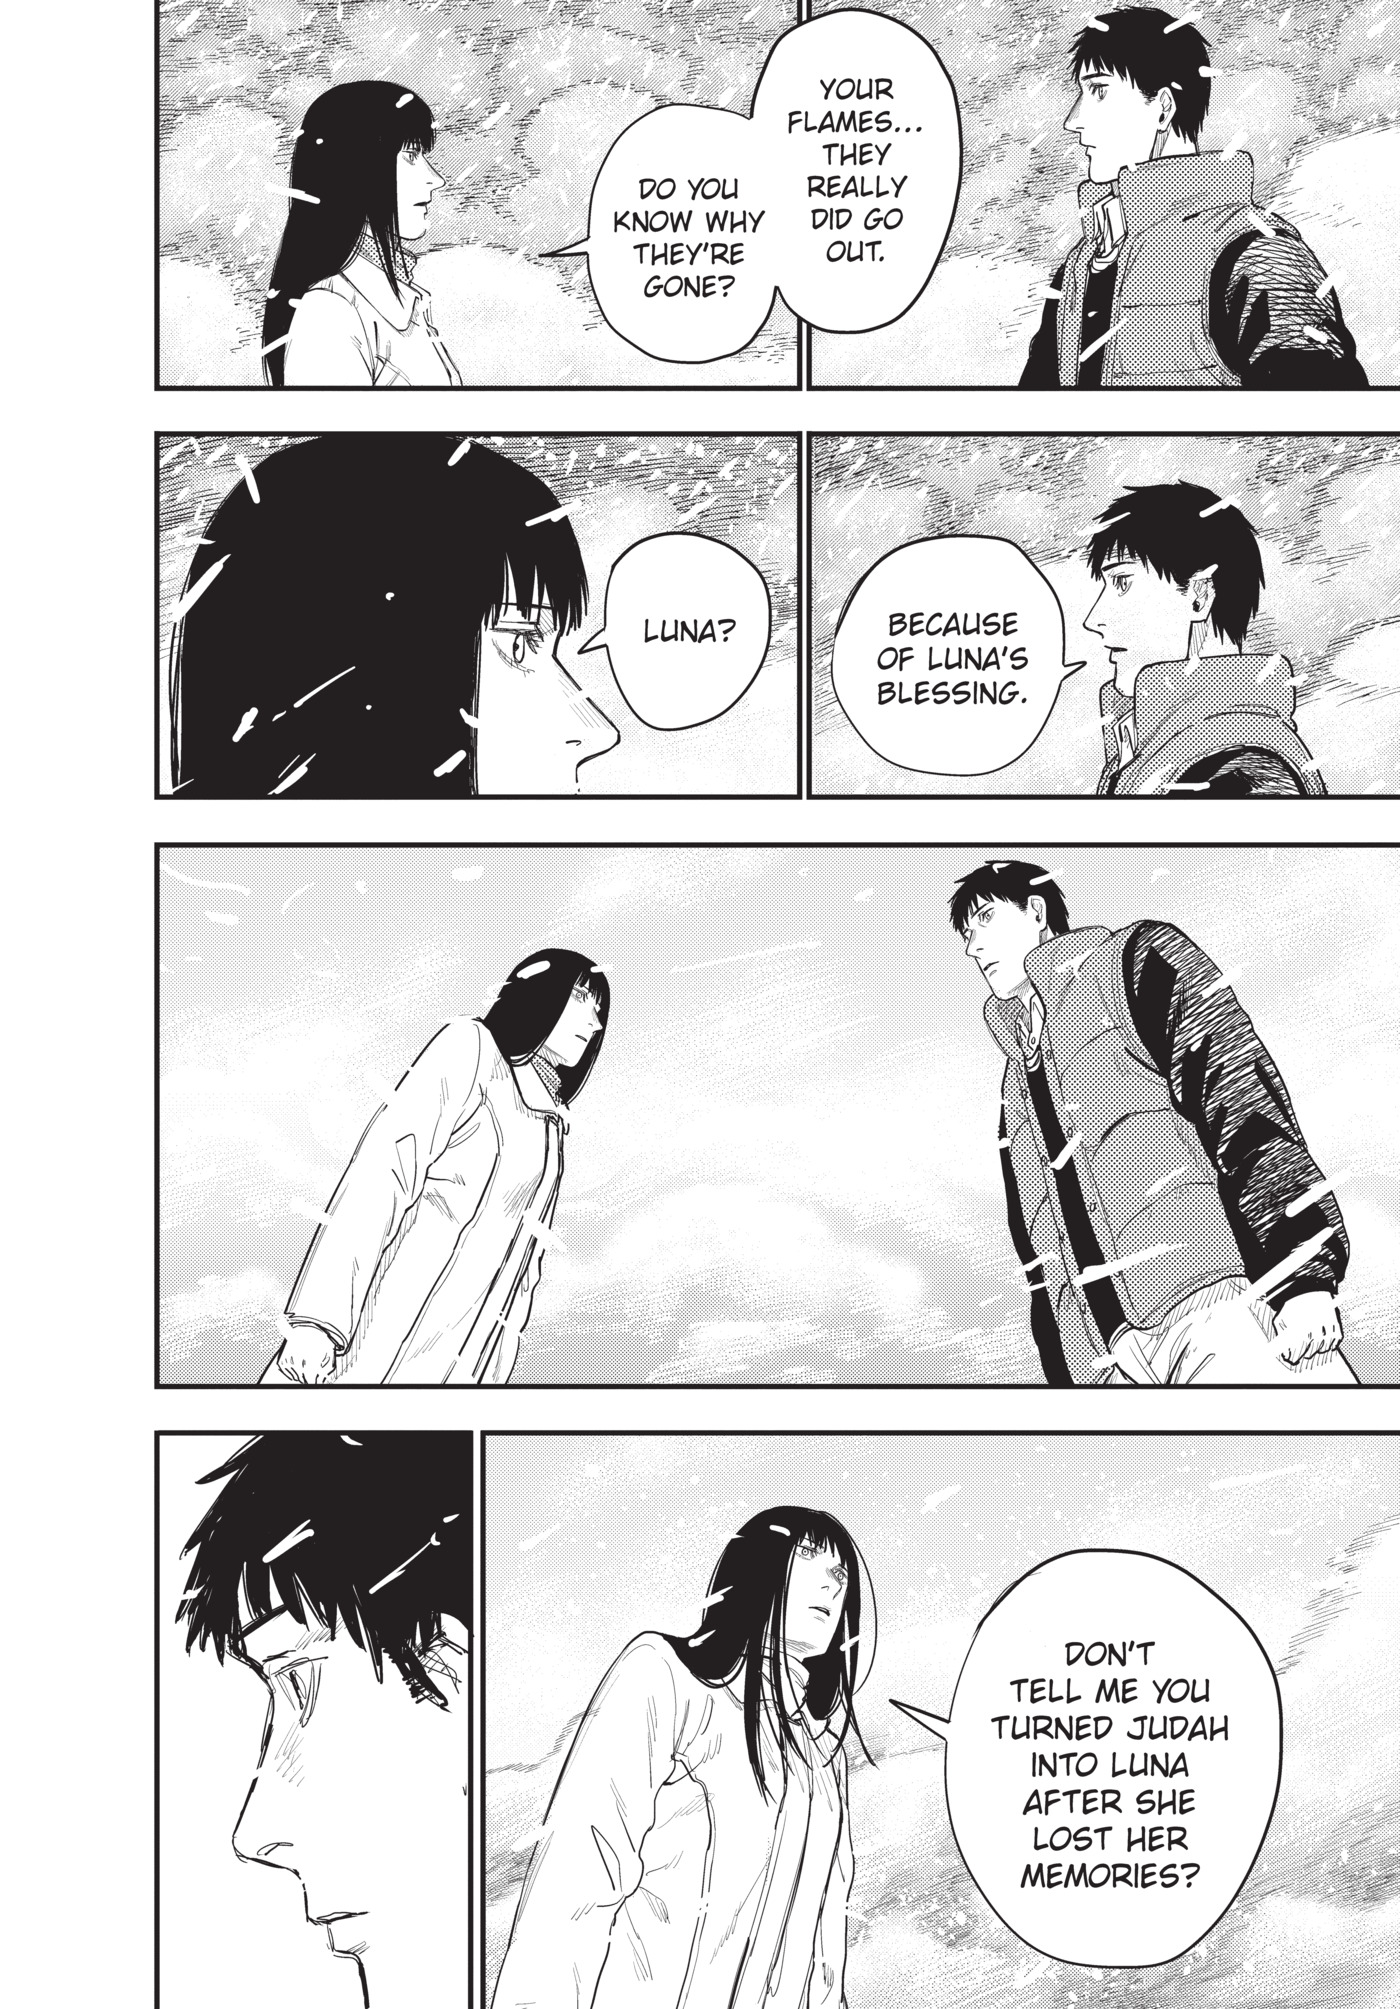 YOUR
FLAMES...
THEY
REALLY
DID GO
OUT.
DO YOU
KNOW WHY
THEY'RE
GONE?
BECAUSE
OF LUNA'S
BLESSING.
LUNA?
DON'T
TELL ME YOU
TURNED JUDAH
INTO LUNA
AFTER SHE
LOST HER
MEMORIES?